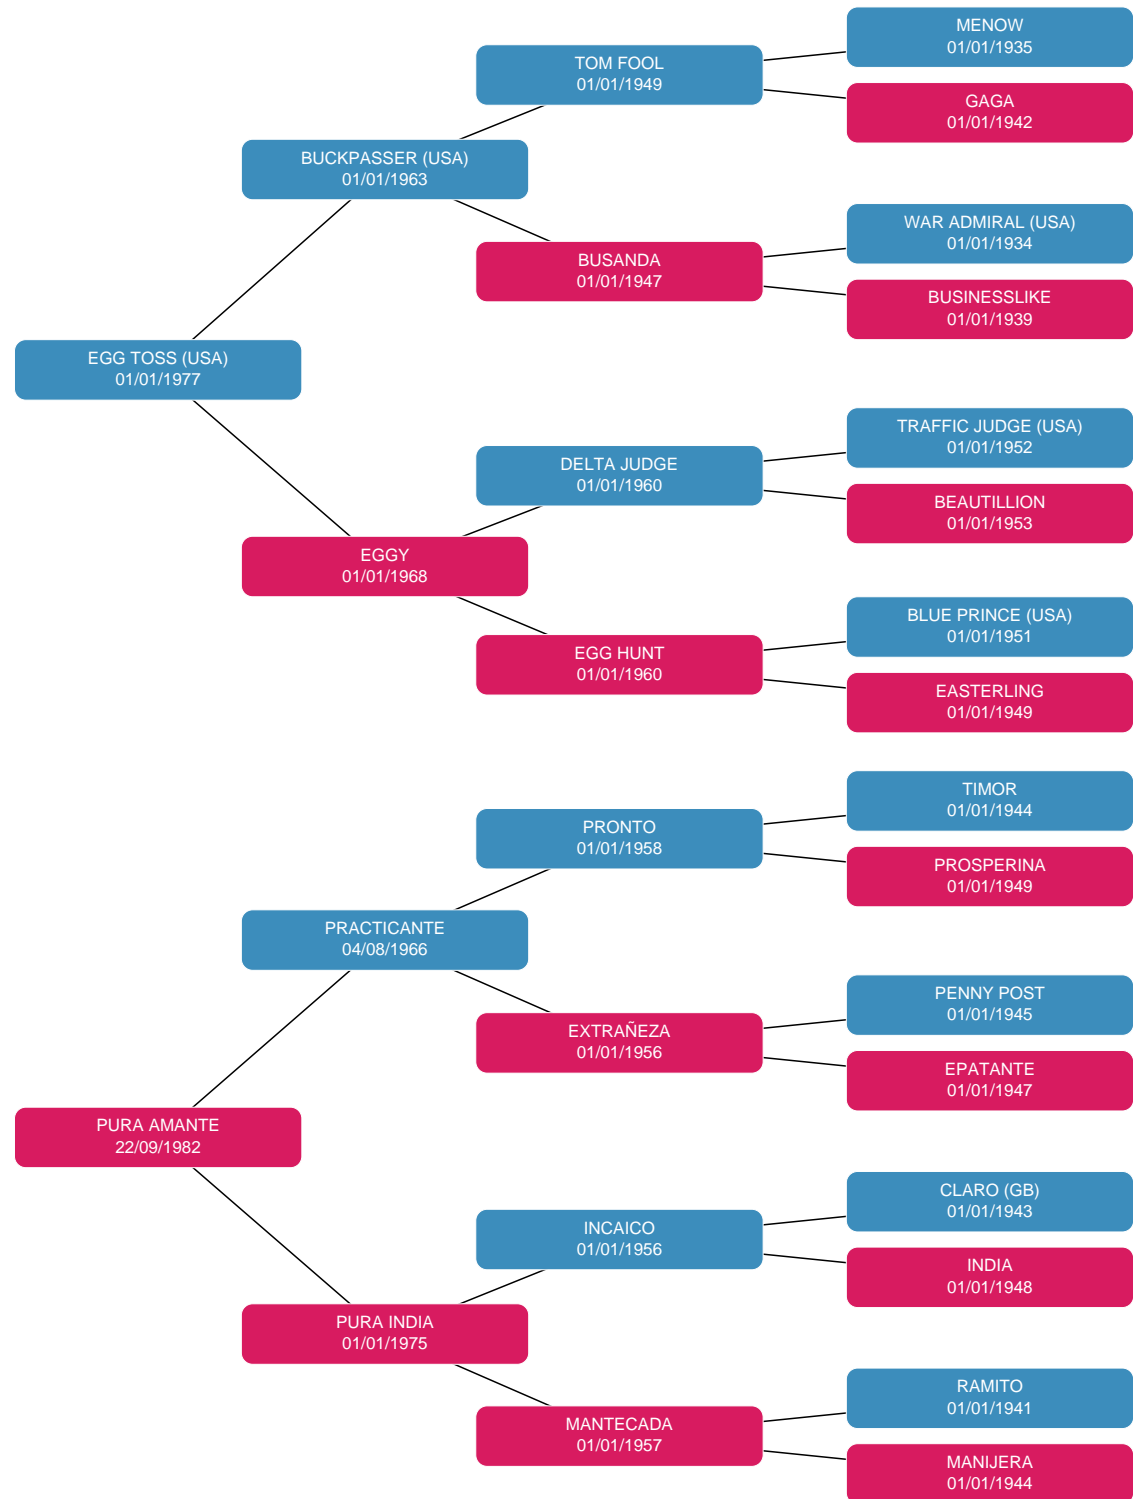 MENOW
01/01/1935
TOM FOOL
01/01/1949
GAGA
01/01/1942
BUCKPASSER (USA)
01/01/1963
WAR ADMIRAL (USA)
01/01/1934
BUSANDA
01/01/1947
BUSINESSLIKE
01/01/1939
EGG TOSS (USA)
01/01/1977
TRAFFIC JUDGE (USA)
01/01/1952
DELTA JUDGE
01/01/1960
BEAUTILLION
01/01/1953
EGGY
01/01/1968
BLUE PRINCE (USA)
01/01/1951
EGG HUNT
01/01/1960
EASTERLING
01/01/1949
TIMOR
01/01/1944
PRONTO
01/01/1958
PROSPERINA
01/01/1949
PRACTICANTE
04/08/1966
PENNY POST
01/01/1945
EXTRAÑEZA
01/01/1956
EPATANTE
01/01/1947
PURA AMANTE
22/09/1982
CLARO (GB)
01/01/1943
INCAICO
01/01/1956
INDIA
01/01/1948
PURA INDIA
01/01/1975
RAMITO
01/01/1941
MANTECADA
01/01/1957
MANIJERA
01/01/1944